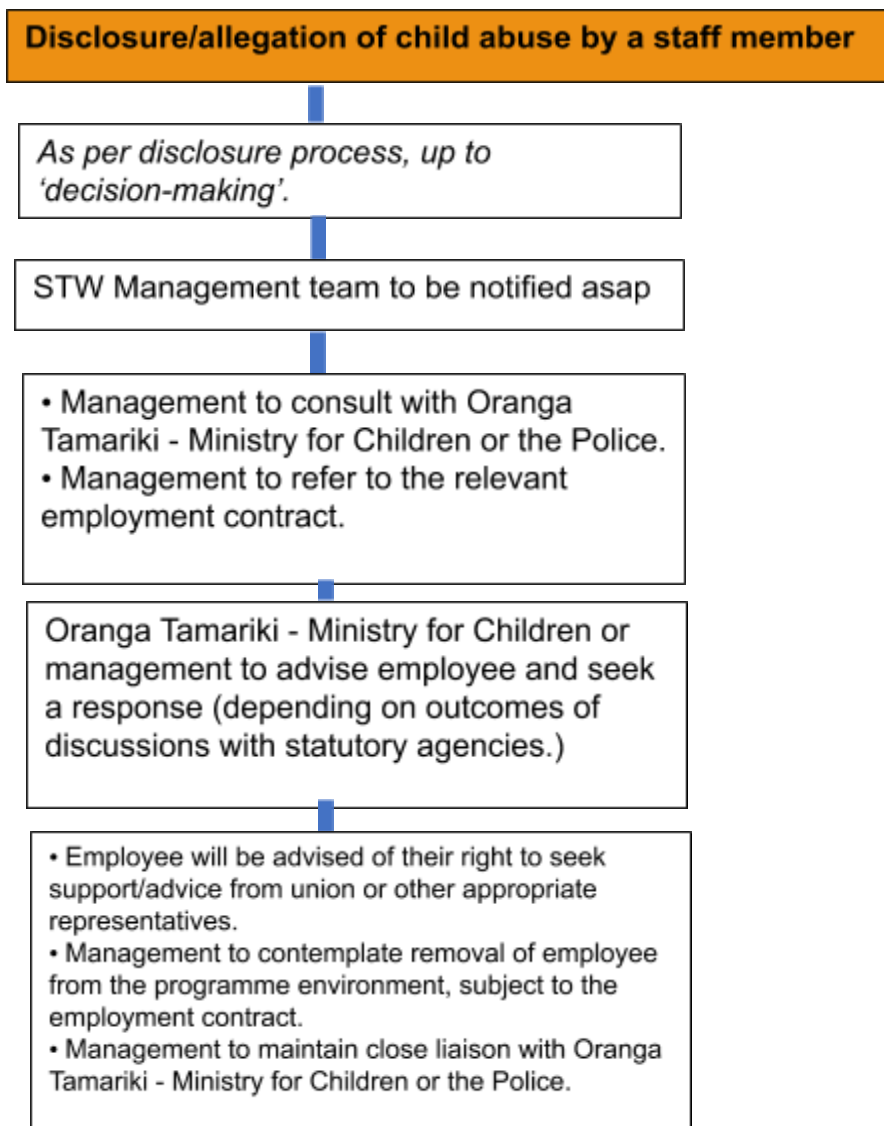 Disclosure/allegation of child abuse by a staff member
As per disclosure process, up to
‘decision-making’.
STW Management team to be notified asap
• Management to consult with Oranga
Tamariki - Ministry for Children or the Police.
• Management to refer to the relevant
employment contract.
Oranga Tamariki - Ministry for Children or
management to advise employee and seek
a response (depending on outcomes of
discussions with statutory agencies.)
• Employee will be advised of their right to seek
support/advice from union or other appropriate
representatives.
• Management to contemplate removal of employee
from the programme environment, subject to the
employment contract.
• Management to maintain close liaison with Oranga
Tamariki - Ministry for Children or the Police.